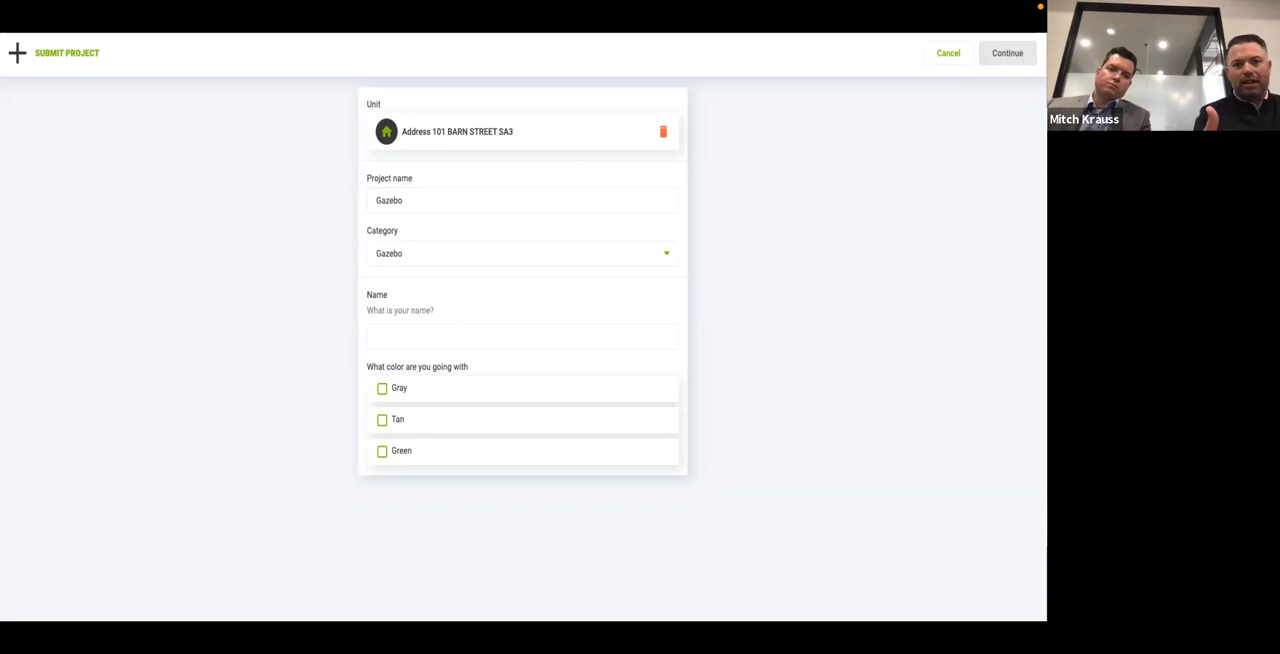 SUBMIT PROJECT
Cancel
Continue
Unit
Address 101 BARN STREET SA3
Project name
Gazebo
Category
Gazebo
Name
What is your name?
What color are you going with
Gray
Tan
Green
Mitch Krauss